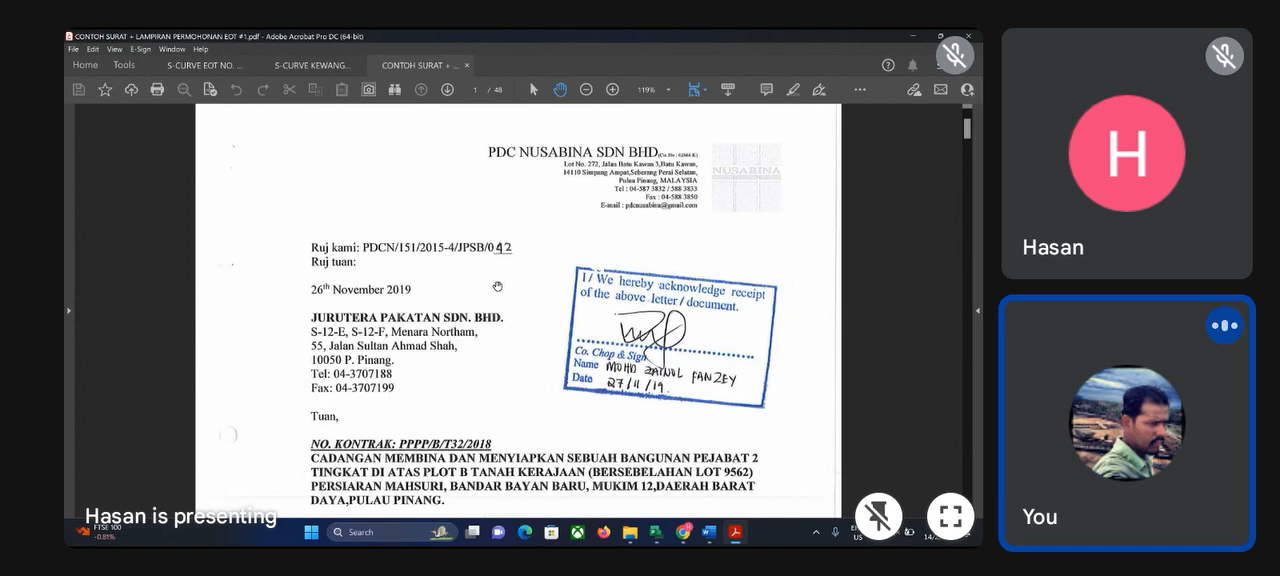 CONTOH SURAT + LAMPIRAN PERMOHONAN EOT #1.pdf - Adobe Acrobat Pro DC (64-bit)
File Edit View E-Sign Window Help
Home Tools S-CURVE EOT NO. ... S-CURVE KEWANG... CONTOH SURAT + ... ×
1 / 48 119%
PDC NUSABINA SDN BHD
Lot No. 272, Jalan Batu Kawan 3,Batu Kawan,
14110 Simpang Ampat,Seberang Perai Selatan,
Pulau Pinang, MALAYSIA
Tel : 04-587 3832 / 588 3833
Fax : 04-588 3850
E-mail : pdcnusabina@gmail.com
NUSABINA
Ruj kami: PDCN/151/2015-4/JPSB/042
Ruj tuan:
26th November 2019
JURUTERA PAKATAN SDN. BHD.
S-12-E, S-12-F, Menara Northam,
55, Jalan Sultan Ahmad Shah,
10050 P. Pinang.
Tel: 04-3707188
Fax: 04-3707199
I / We hereby acknowledge receipt
of the above letter / document.
Co. Chop & Sign
Name MOHD ZAINOL FANZEY
Date 27/11/19.
Tuan,
NO. KONTRAK: PPPP/B/T32/2018
CADANGAN MEMBINA DAN MENYIAPKAN SEBUAH BANGUNAN PEJABAT 2
TINGKAT DI ATAS PLOT B TANAH KERAJAAN (BERSEBELAHAN LOT 9562)
PERSIARAN MAHSURI, BANDAR BAYAN BARU, MUKIM 12,DAERAH BARAT
DAYA,PULAU PINANG.
Hasan is presenting
FTSE 100
-0.81%
Search
US
H
Hasan
You